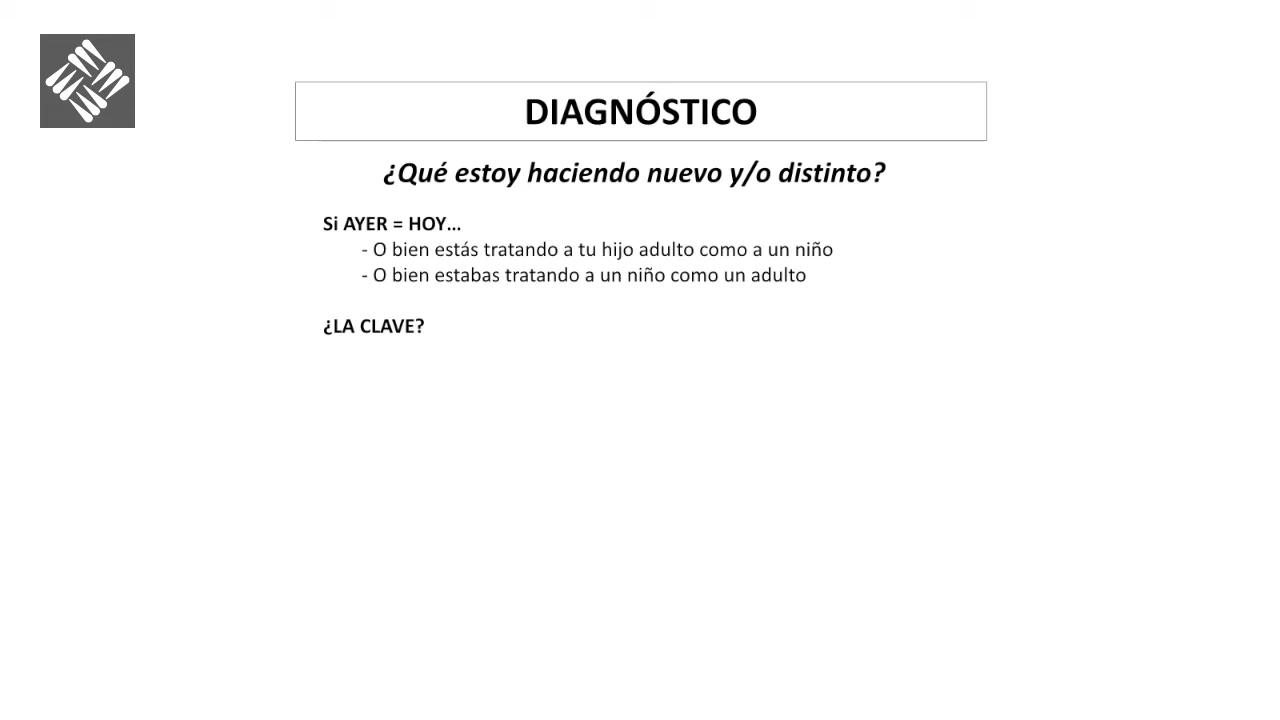 DIAGNÓSTICO
¿Qué estoy haciendo nuevo y/o distinto?
Si AYER = HOY...
- O bien estás tratando a tu hijo adulto como a un niño
- O bien estabas tratando a un niño como un adulto
¿LA CLAVE?